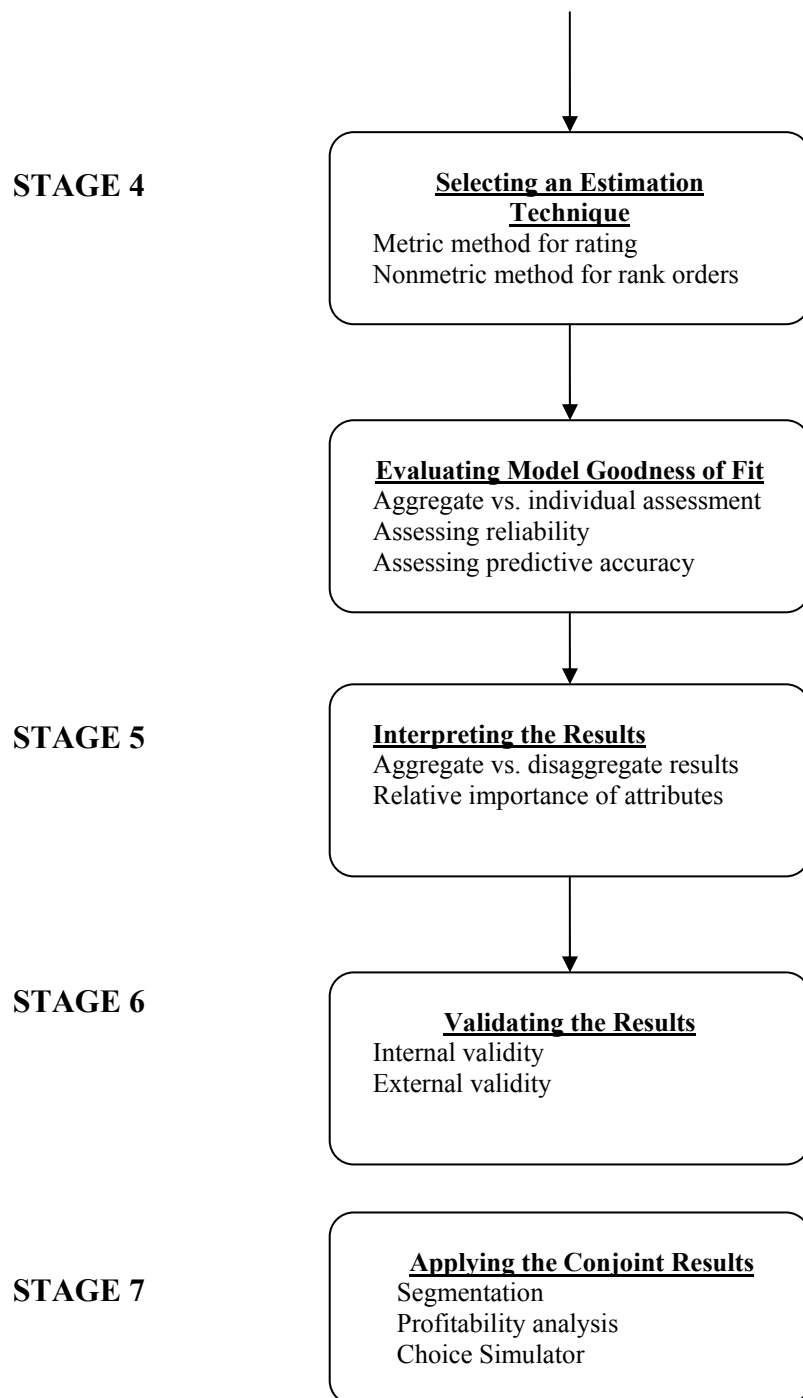 STAGE 4
Selecting an Estimation
Technique
Metric method for rating
Nonmetric method for rank orders
Evaluating Model Goodness of Fit
Aggregate vs. individual assessment
Assessing reliability
Assessing predictive accuracy
STAGE 5
Interpreting the Results
Aggregate vs. disaggregate results
Relative importance of attributes
STAGE 6
Validating the Results
Internal validity
External validity
STAGE 7
Applying the Conjoint Results
Segmentation
Profitability analysis
Choice Simulator